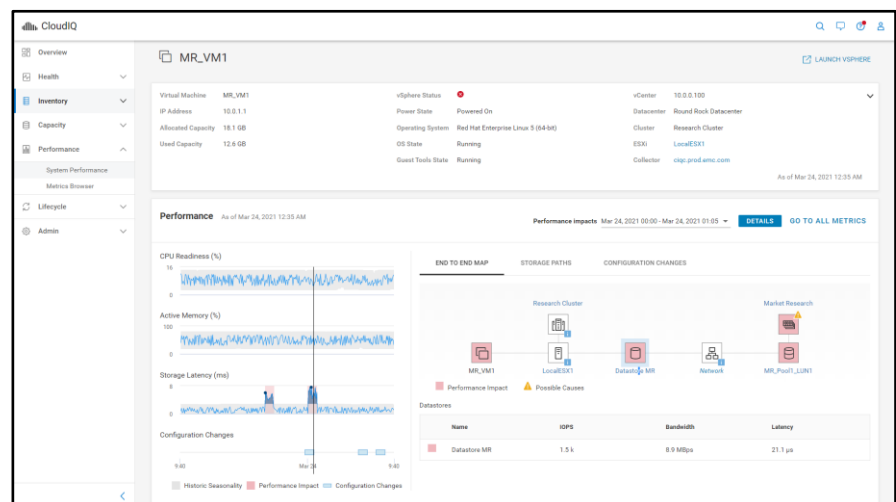 CloudIQ
Overview
Health
Inventory
Capacity
Performance
System Performance
Metrics Browser
Lifecycle
Admin
MR_VM1
LAUNCH VSPHERE
Virtual Machine MR_VM1
IP Address 10.0.1.1
Allocated Capacity 18.1 GB
Used Capacity 12.6 GB
vSphere Status
Power State Powered On
Operating System Red Hat Enterprise Linux 5 (64-bit)
OS State Running
Guest Tools State Running
vCenter 10.0.0.100
Datacenter Round Rock Datacenter
Cluster Research Cluster
ESXi LocalESX1
Collector ciqc.prod.emc.com
As of Mar 24, 2021 12:35 AM
Performance As of Mar 24, 2021 12:35 AM
Performance impacts Mar 24, 2021 00:00 - Mar 24, 2021 01:05 DETAILS GO TO ALL METRICS
CPU Readiness (%)
16
0
Active Memory (%)
100
0
Storage Latency (ms)
8
0
Configuration Changes
9:40 Mar 24 9:40
Historic Seasonality Performance Impact Configuration Changes
END TO END MAP STORAGE PATHS CONFIGURATION CHANGES
Research Cluster Market Research
MR_VM1 LocalESX1 Datastore MR Network MR_Pool1_LUN1
Performance Impact Possible Causes
Datastores
Name IOPS Bandwidth Latency
Datastore MR 1.5 k 8.9 MBps 21.1 µs